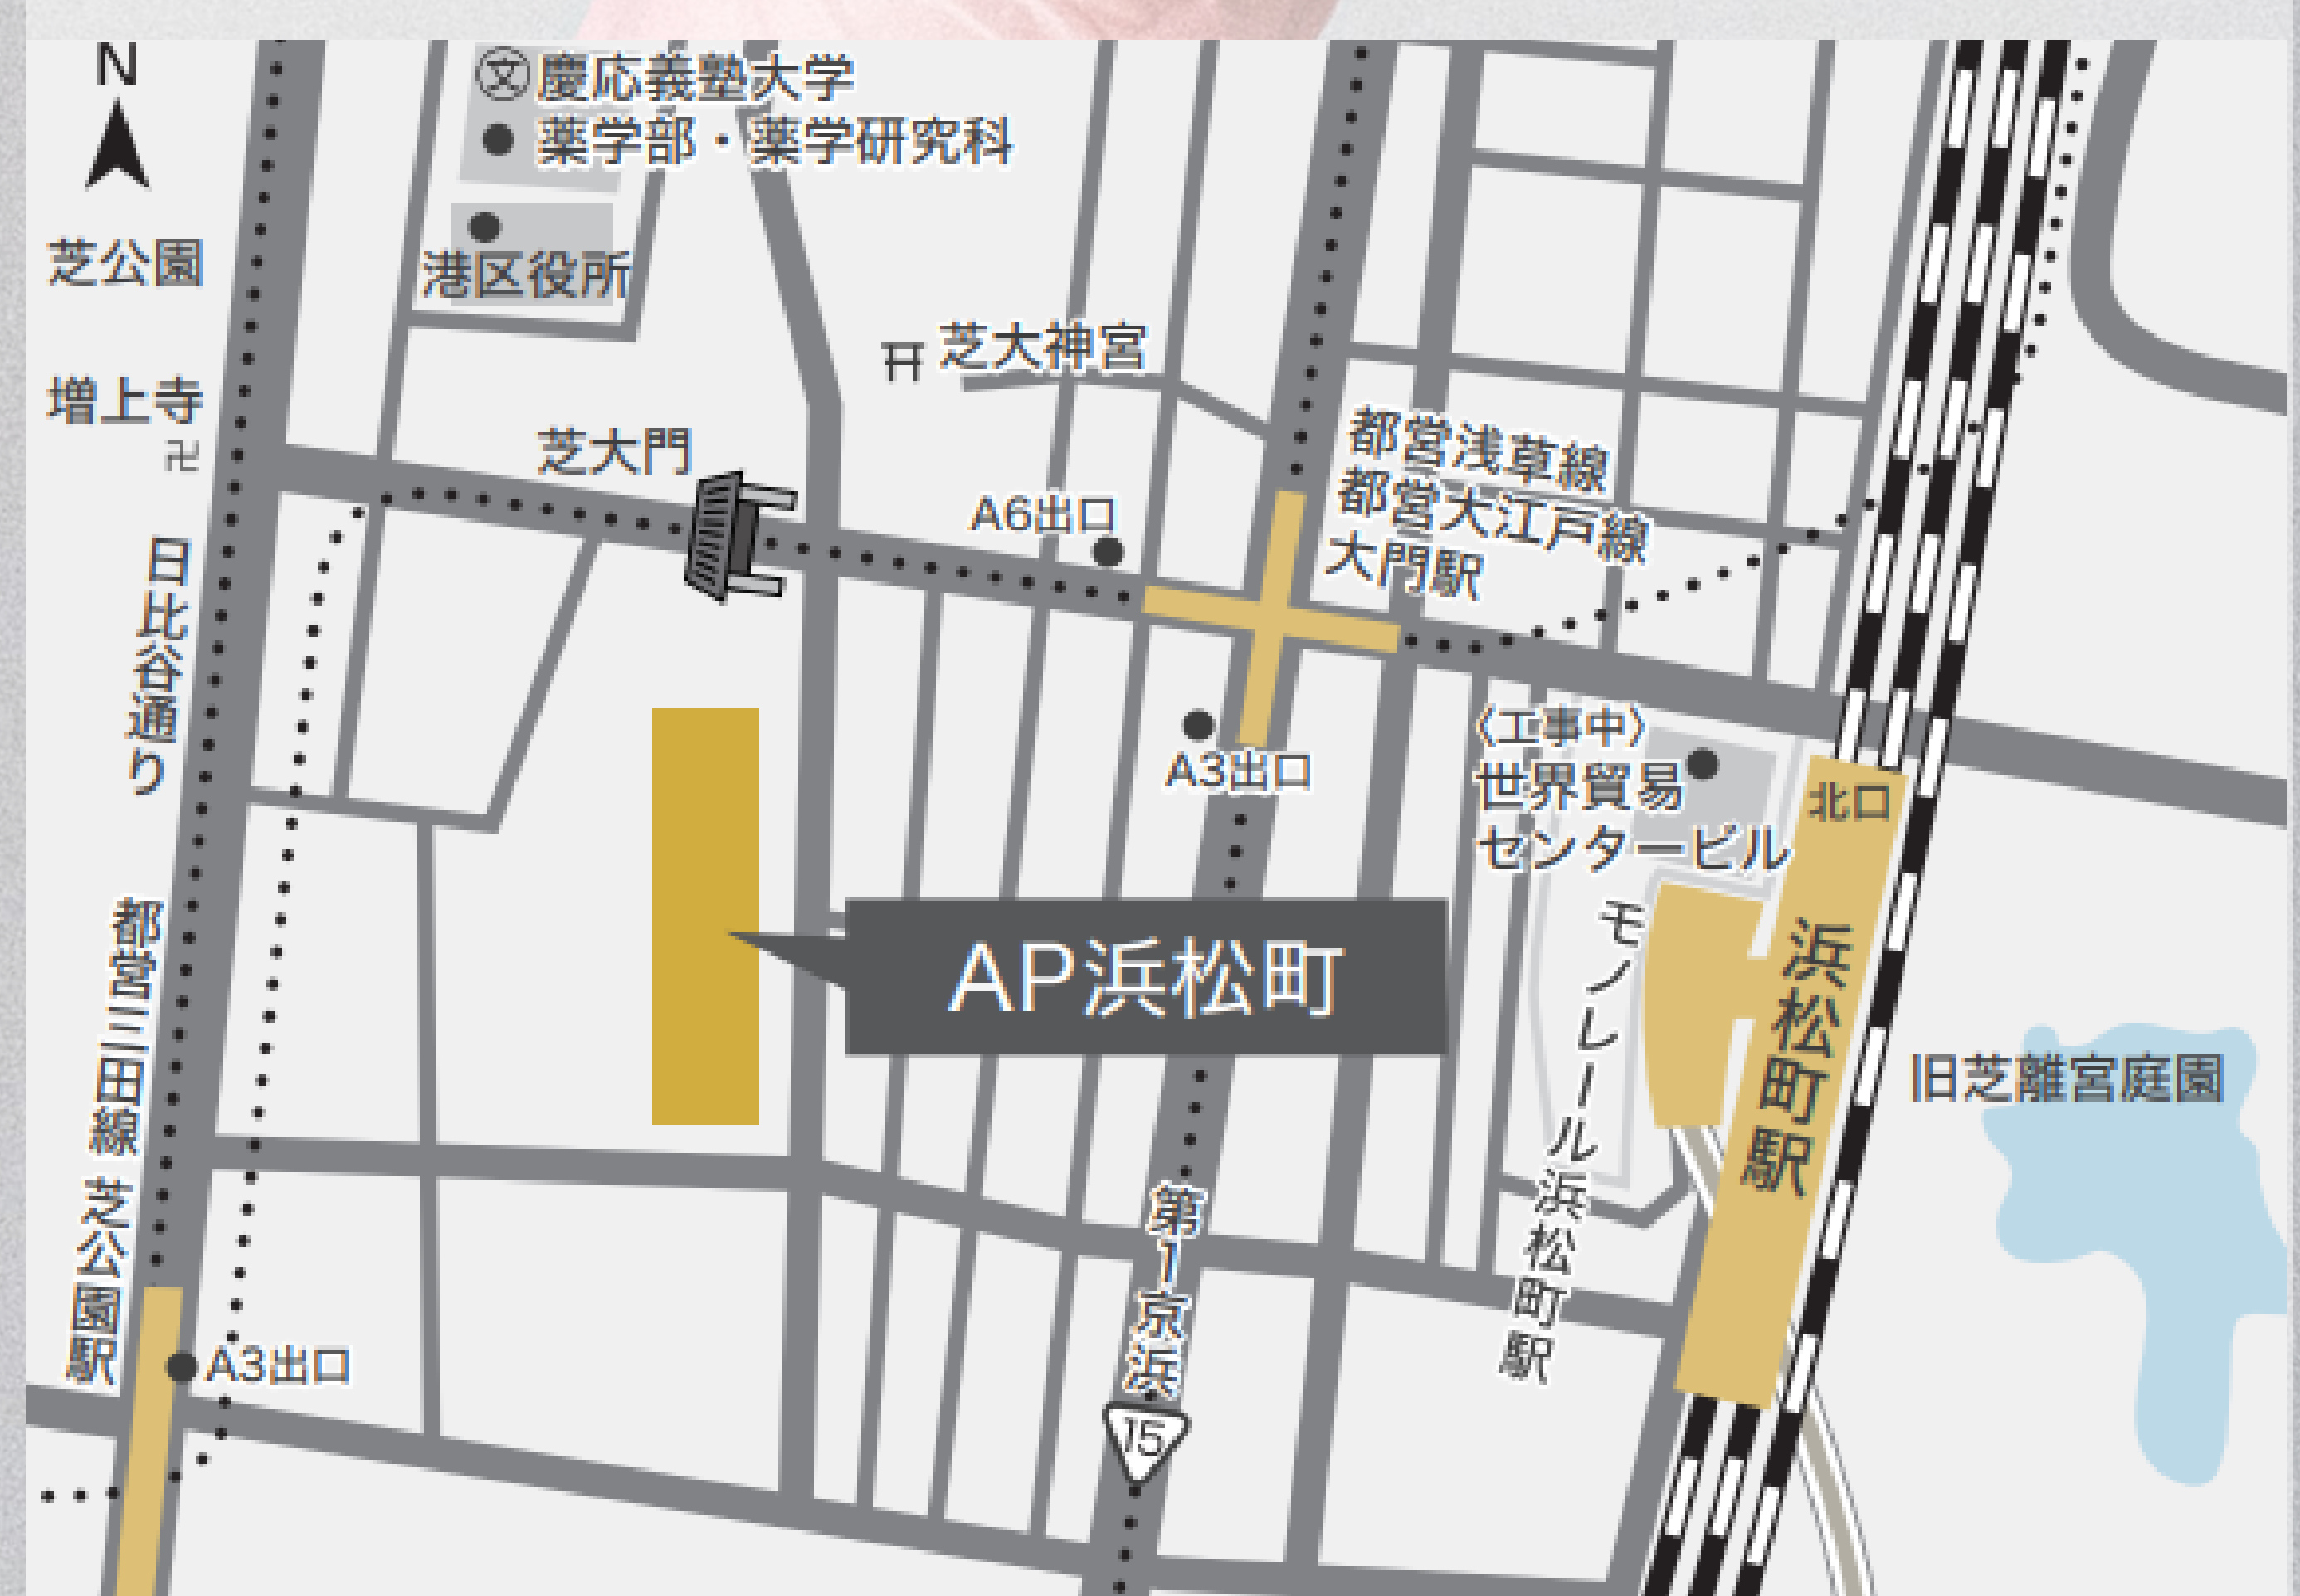 N
慶応義塾大学
薬学部・薬学研究科
港区役所
芝公園
芝大神宮
増上寺
芝大門
都営浅草線
都営大江戸線
大門駅
A6出口
日比谷通り
A3出口
〈工事中〉
世界貿易
センタービル
北口
浜松町駅
モノレール浜松町駅
AP浜松町
都営三田線
芝公園駅
旧芝離宮庭園
第一京浜
15
A3出口